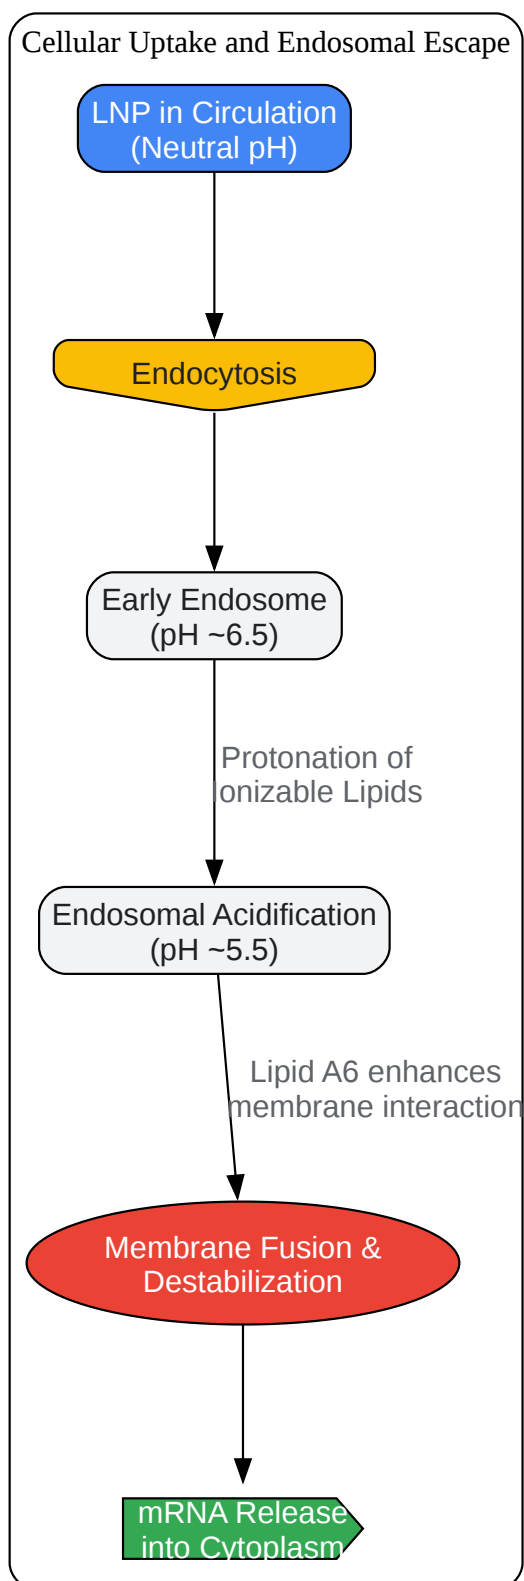 Cellular Uptake and Endosomal Escape
LNP in Circulation
(Neutral pH)
Endocytosis
Early Endosome
(pH ~6.5)
Protonation of
Ionizable Lipids
Endosomal Acidification
(pH ~5.5)
Lipid A6 enhances
membrane interaction
Membrane Fusion &
Destabilization
mRNA Release
into Cytoplasm